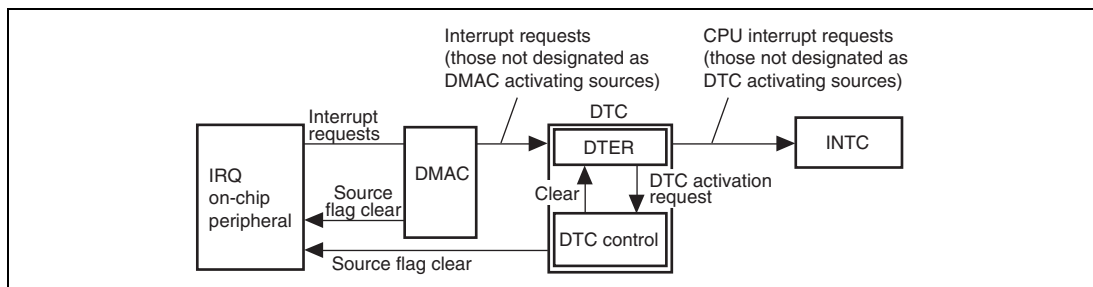 Interrupt requests
(those not designated as
DMAC activating sources)
CPU interrupt requests
(those not designated as
DTC activating sources)
Interrupt
requests
DTC
DTER
INTC
IRQ
on-chip
peripheral
DMAC
Source
flag clear
Clear
DTC activation
request
DTC control
Source flag clear